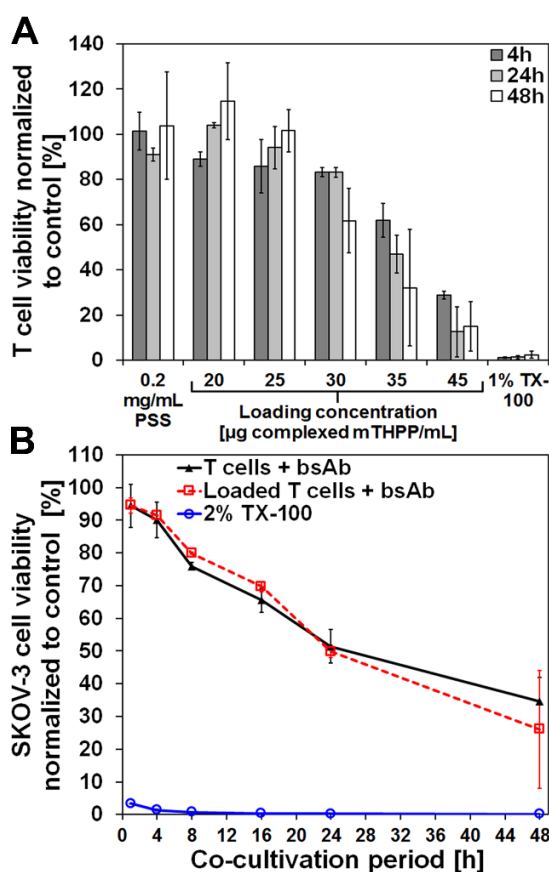 A
T cell viability normalized
to control [%]
140
120
100
80
60
40
20
0
4h
24h
48h
0.2
mg/mL
PSS
20 25 30 35 45
1% TX-
100
Loading concentration
[µg complexed mTHPP/mL]
B
SKOV-3 cell viability
normalized to control [%]
110
100
90
80
70
60
50
40
30
20
10
0
T cells + bsAb
Loaded T cells + bsAb
2% TX-100
0 4 8 12 16 20 24 28 32 36 40 44 48
Co-cultivation period [h]